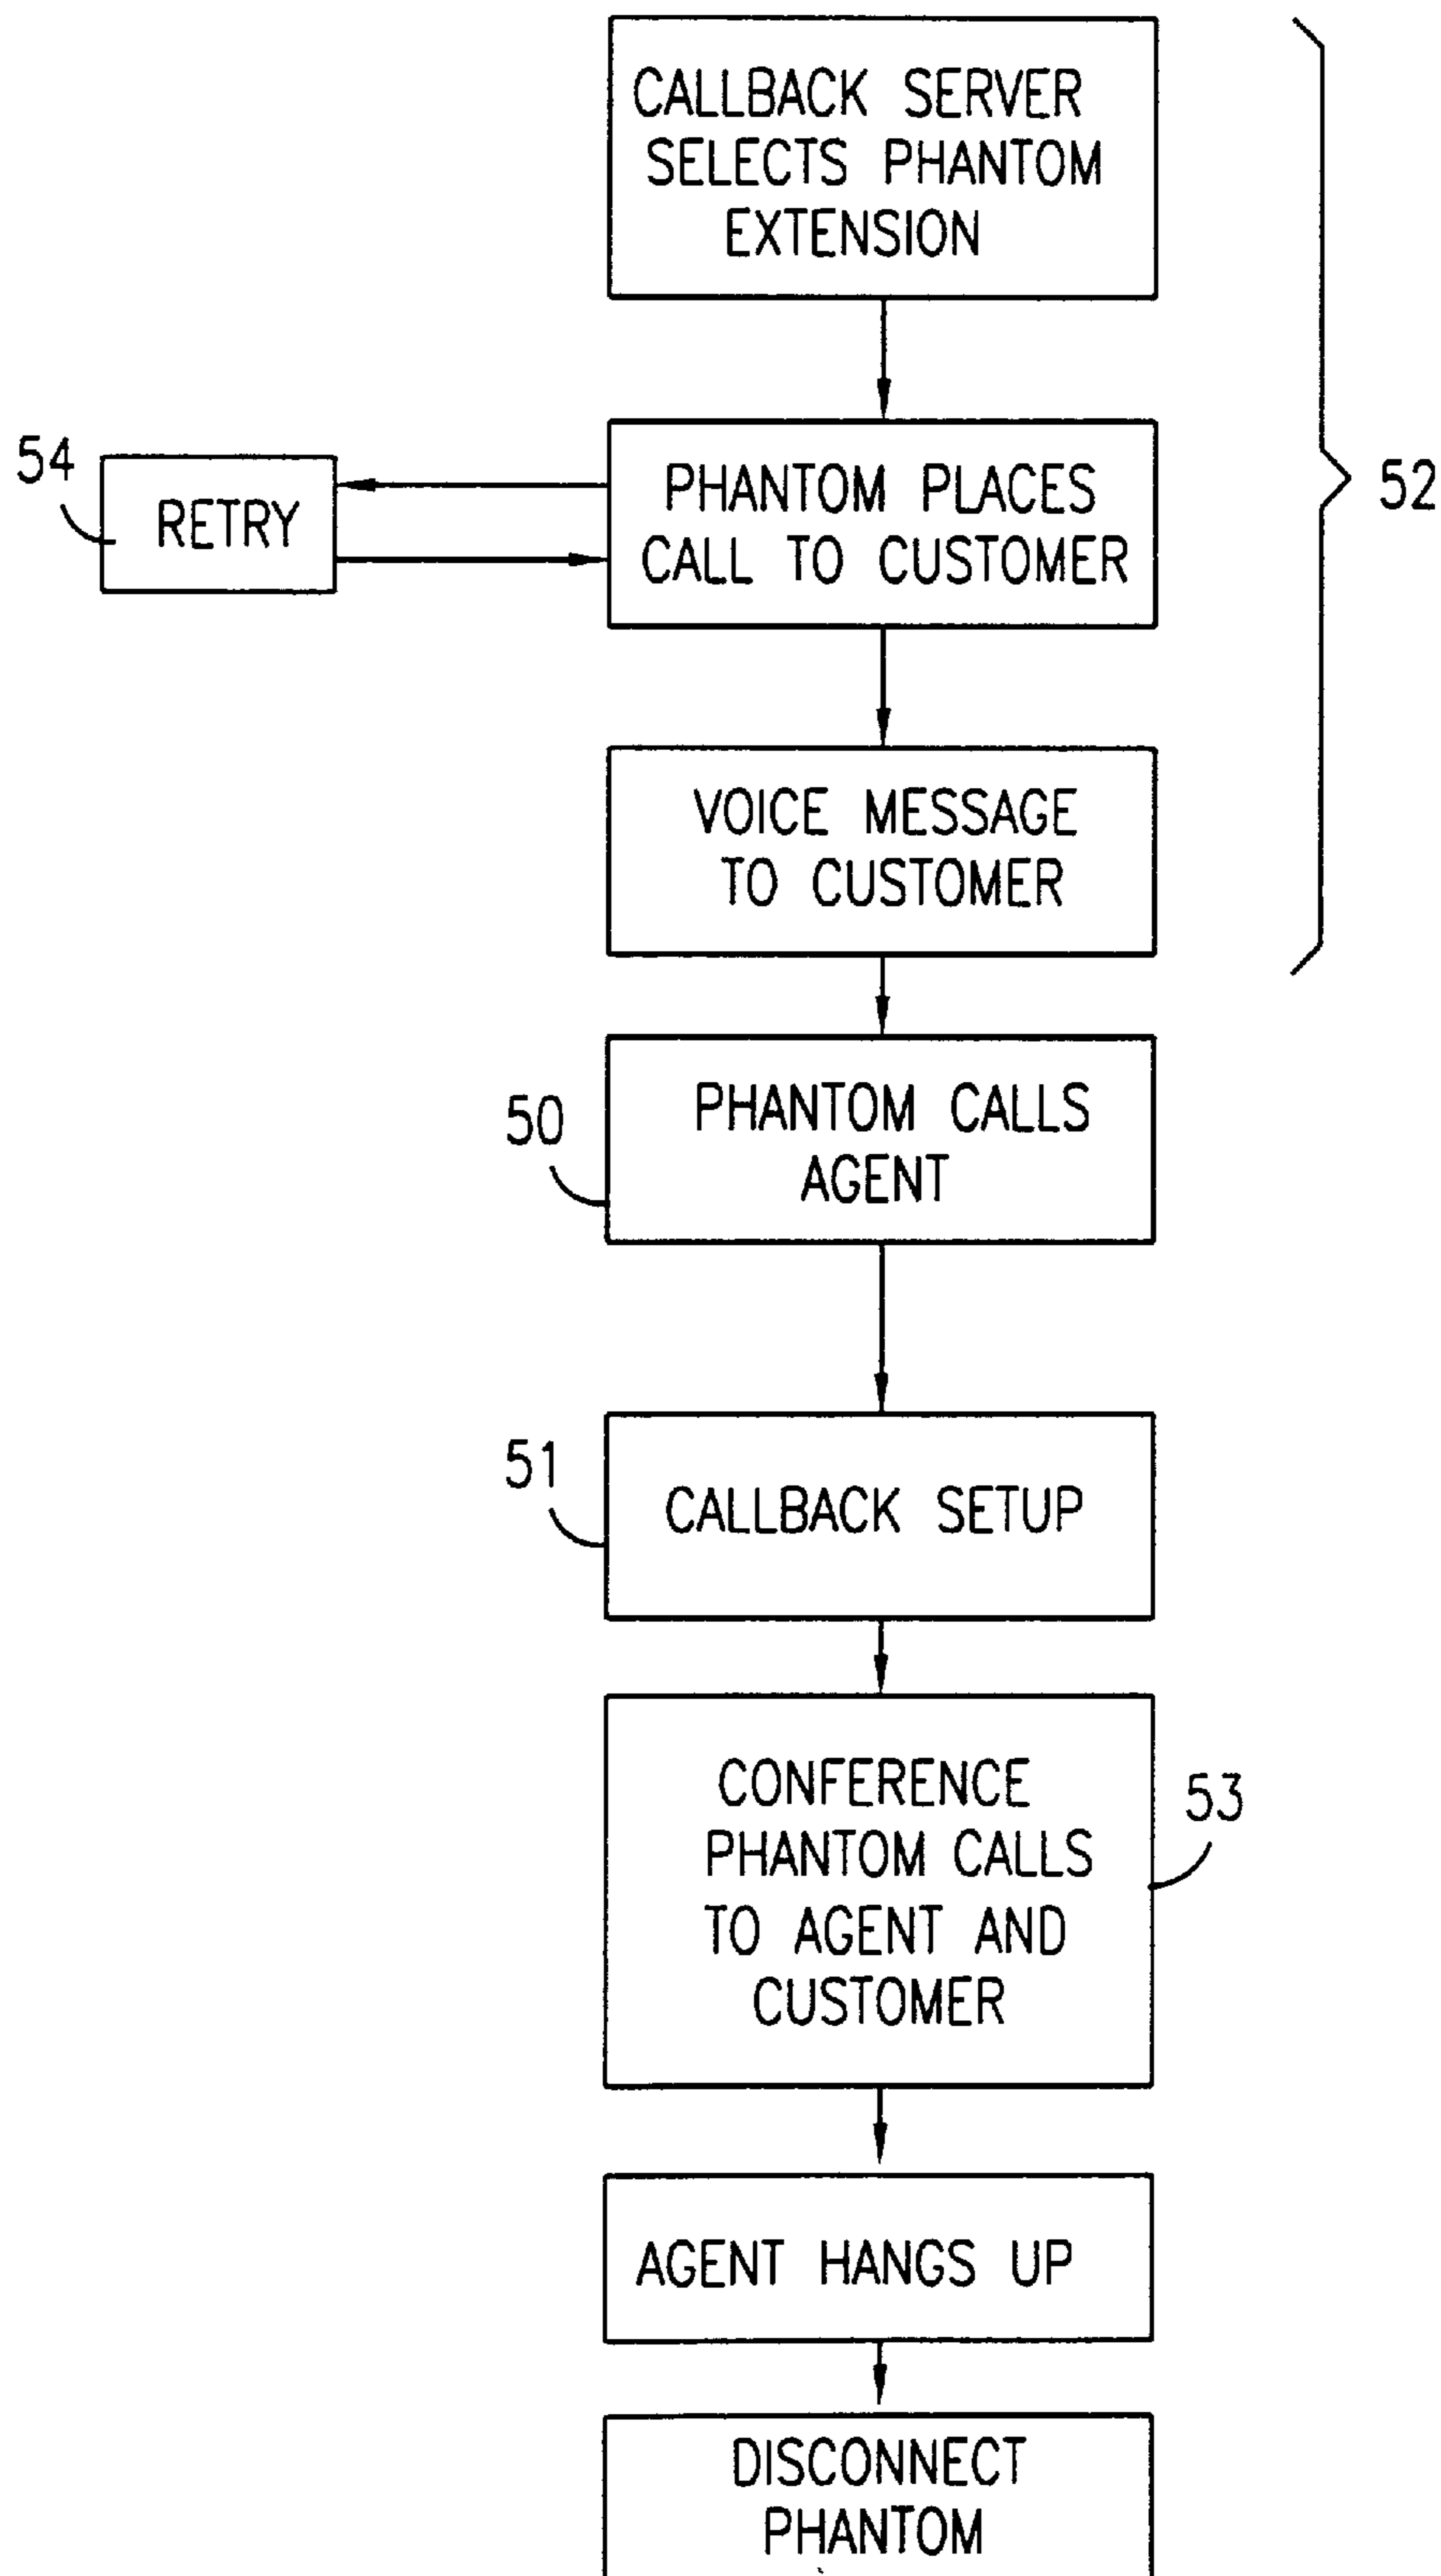 CALLBACK SERVER
SELECTS PHANTOM
EXTENSION
54
RETRY
PHANTOM PLACES
CALL TO CUSTOMER
52
VOICE MESSAGE
TO CUSTOMER
50
PHANTOM CALLS
AGENT
51
CALLBACK SETUP
CONFERENCE
PHANTOM CALLS
TO AGENT AND
CUSTOMER
53
AGENT HANGS UP
DISCONNECT
PHANTOM